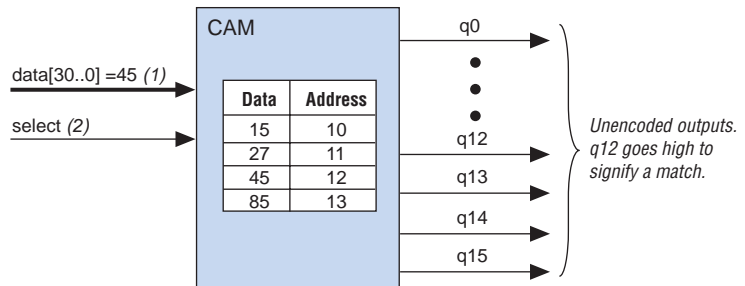 CAM
q0
data[30..0] =45 (1)
select (2)
Data Address
15 10
27 11
45 12
85 13
q12
q13
q14
q15
Unencoded outputs.
q12 goes high to
signify a match.